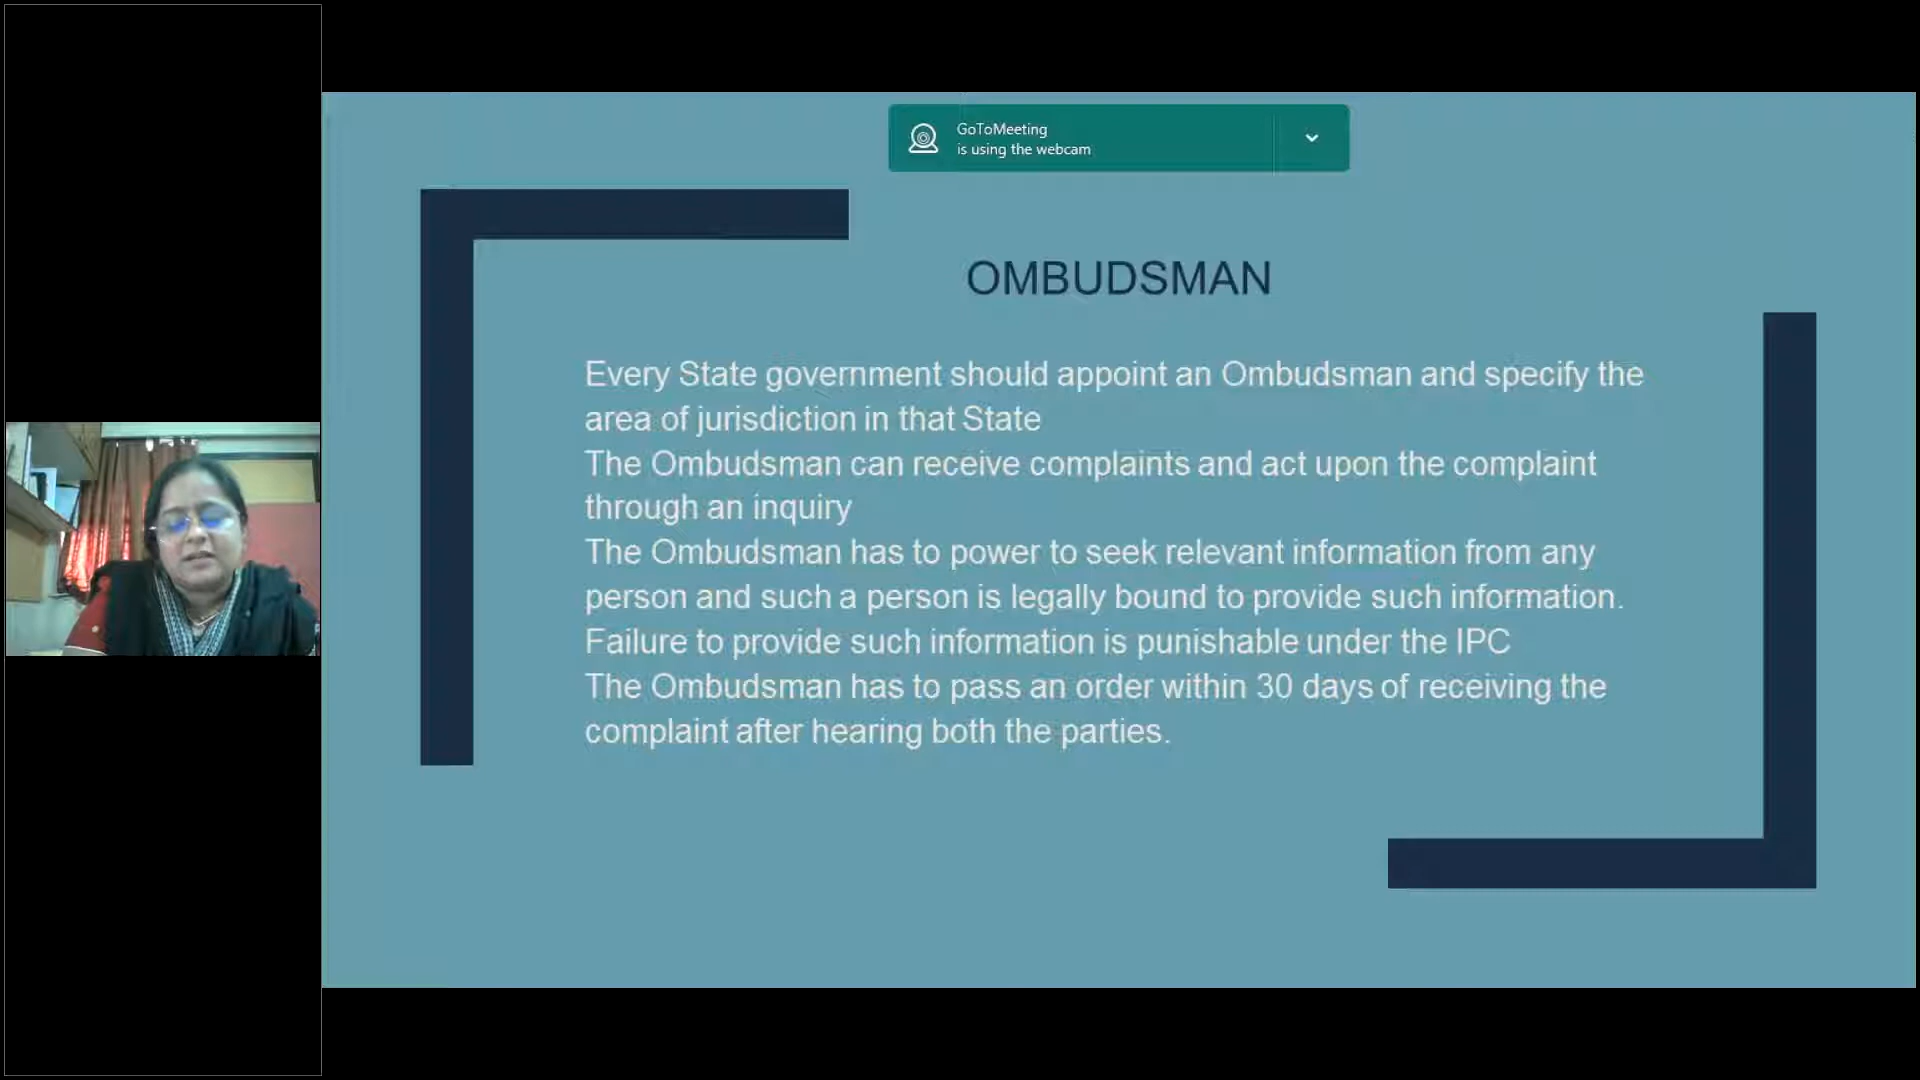 GoToMeeting
is using the webcam
OMBUDSMAN
Every State government should appoint an Ombudsman and specify the
area of jurisdiction in that State
The Ombudsman can receive complaints and act upon the complaint
through an inquiry
The Ombudsman has to power to seek relevant information from any
person and such a person is legally bound to provide such information.
Failure to provide such information is punishable under the IPC
The Ombudsman has to pass an order within 30 days of receiving the
complaint after hearing both the parties.